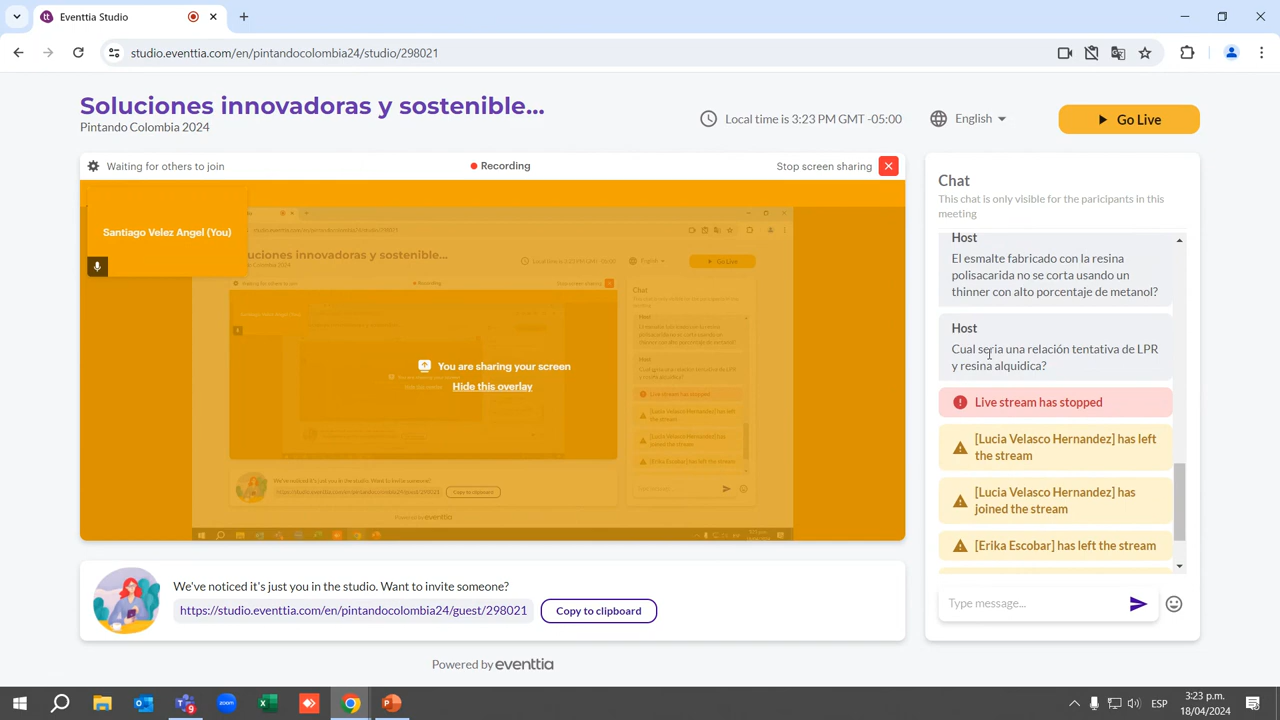 Eventtia Studio
studio.eventtia.com/en/pintandocolombia24/studio/298021
Soluciones innovadoras y sostenible...
Pintando Colombia 2024
Local time is 3:23 PM GMT -05:00
English
Go Live
Waiting for others to join
Recording
Stop screen sharing
Santiago Velez Angel (You)
You are sharing your screen
Hide this overlay
We've noticed it's just you in the studio. Want to invite someone?
https://studio.eventtia.com/en/pintandocolombia24/guest/298021
Copy to clipboard
Powered by eventtia
Chat
This chat is only visible for the paricipants in this
meeting
Host
El esmalte fabricado con la resina
polisacarida no se corta usando un
thinner con alto porcentaje de metanol?
Host
Cual seria una relación tentativa de LPR
y resina alquidica?
Live stream has stopped
[Lucia Velasco Hernandez] has left
the stream
[Lucia Velasco Hernandez] has
joined the stream
[Erika Escobar] has left the stream
Type message...
ESP
3:23 p.m.
18/04/2024